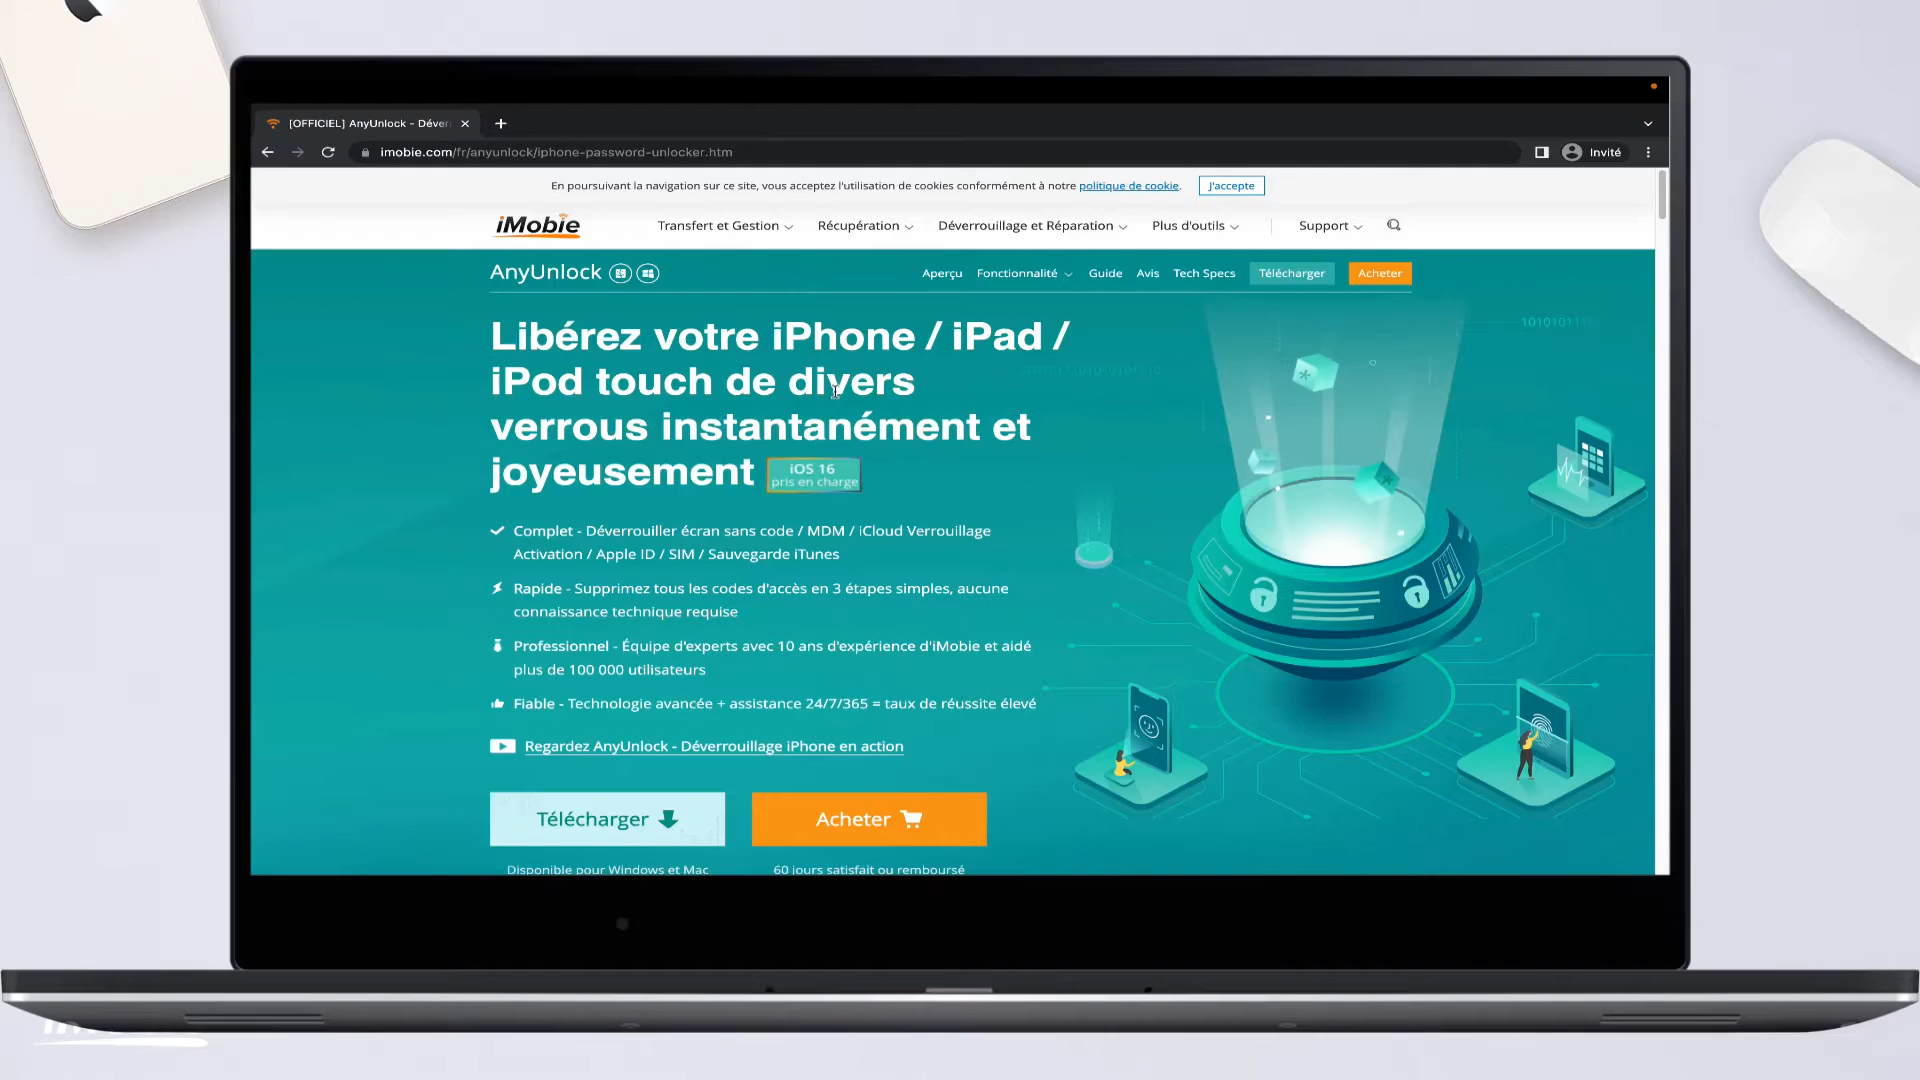 [OFFICIEL] AnyUnlock - Déver
imobie.com/fr/anyunlock/iphone-password-unlocker.htm
Invité
En poursuivant la navigation sur ce site, vous acceptez l'utilisation de cookies conformément à notre politique de cookie. J'accepte
iMobie Transfert et Gestion Récupération Déverrouillage et Réparation Plus d'outils Support
AnyUnlock Aperçu Fonctionnalité Guide Avis Tech Specs Télécharger Acheter
Libérez votre iPhone / iPad /
iPod touch de divers
verrous instantanément et
joyeusement
iOS 16
pris en charge
Complet - Déverrouiller écran sans code / MDM / iCloud Verrouillage
Activation / Apple ID / SIM / Sauvegarde iTunes
Rapide - Supprimez tous les codes d'accès en 3 étapes simples, aucune
connaissance technique requise
Professionnel - Équipe d'experts avec 10 ans d'expérience d'iMobie et aidé
plus de 100 000 utilisateurs
Fiable - Technologie avancée + assistance 24/7/365 = taux de réussite élevé
Regardez AnyUnlock - Déverrouillage iPhone en action
Télécharger Acheter
Disponible pour Windows et Mac 60 jours satisfait ou remboursé